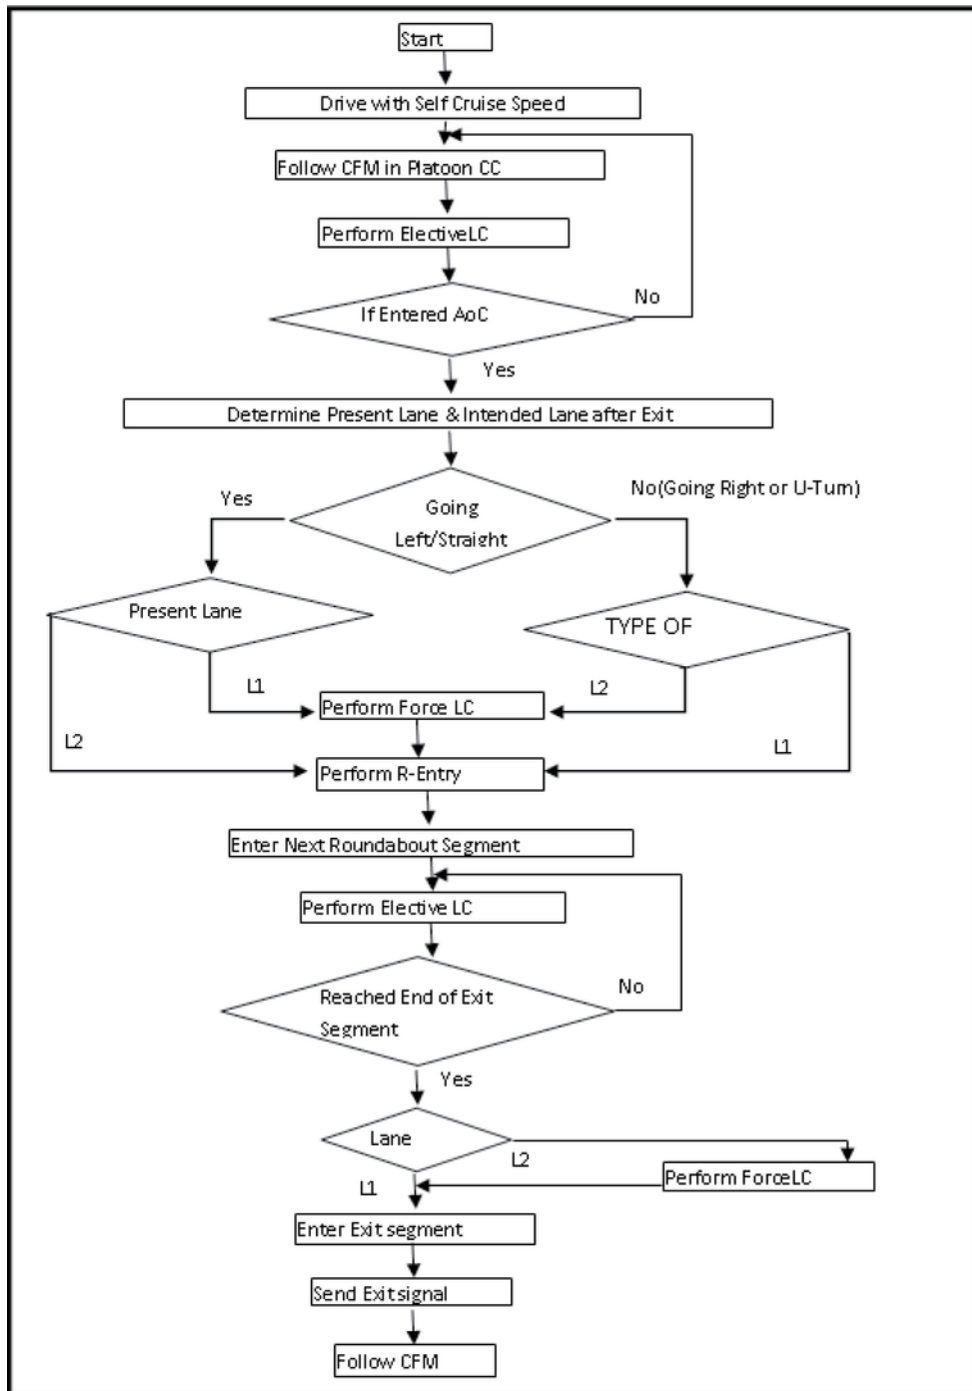 Start
Drive with Self Cruise Speed
Follow CFM in Platoon CC
Perform ElectiveLC
If Entered AoC
No
Yes
Determine Present Lane & Intended Lane after Exit
Going
Left/Straight
Yes
No(Going Right or U-Turn)
Present Lane
TYPE OF
L1
L2
Perform Force LC
L2
L1
Perform R-Entry
Enter Next Roundabout Segment
Perform Elective LC
Reached End of Exit
Segment
No
Yes
Lane
L2
Perform ForceLC
L1
Enter Exit segment
Send Exit signal
Follow CFM